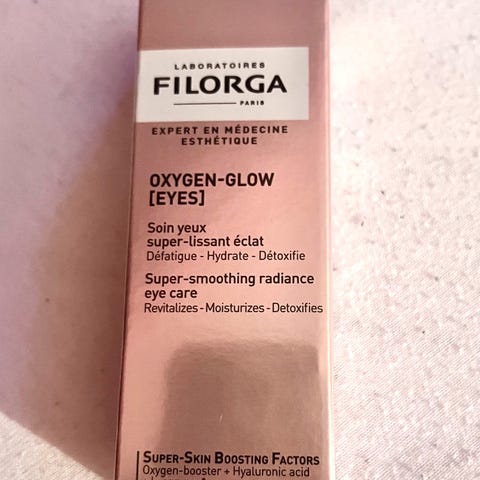 LABORATOIRES
FILORGA
PARIS
EXPERT EN MÉDECINE
ESTHÉTIQUE
OXYGEN-GLOW
[EYES]
Soin yeux
super-lissant éclat
Défatigue - Hydrate - Détoxifie
Super-smoothing radiance
eye care
Revitalizes - Moisturizes - Detoxifies
SUPER-SKIN BOOSTING FACTORS
Oxygen-booster + Hyaluronic acid